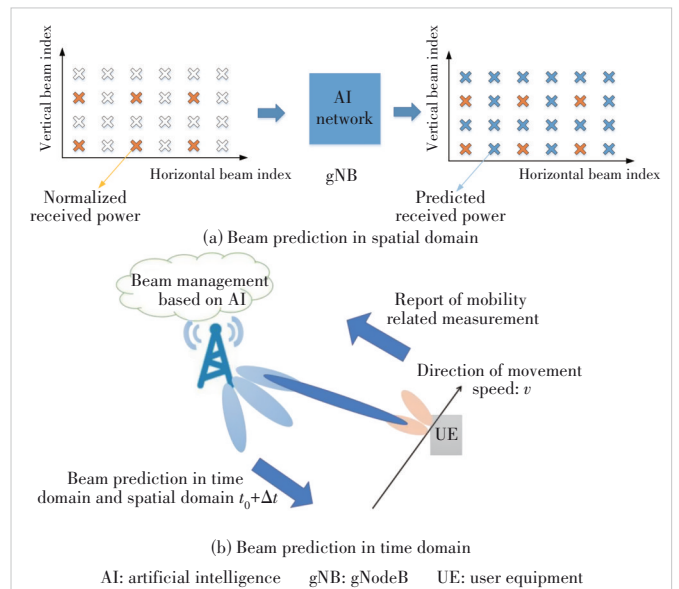 Vertical beam index
Horizontal beam index
Normalized
received power
AI
network
gNB
Vertical beam index
Horizontal beam index
Predicted
received power
(a) Beam prediction in spatial domain
Beam management
based on AI
Report of mobility
related measurement
Direction of movement
speed: v
UE
Beam prediction in time
domain and spatial domain t₀+Δt
(b) Beam prediction in time domain
AI: artificial intelligence gNB: gNodeB UE: user equipment